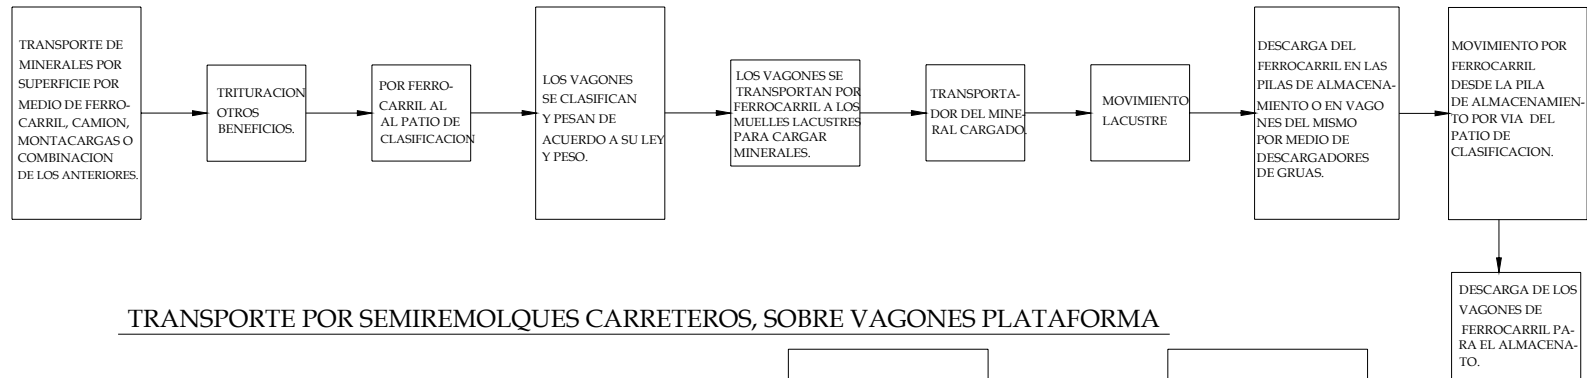 TRANSPORTE DE
MINERALES POR
SUPERFICIE POR
MEDIO DE FERRO-
CARRIL, CAMION,
MONTACARGAS O
COMBINACION
DE LOS ANTERIORES.
TRITURACION
OTROS
BENEFICIOS.
POR FERRO-
CARRIL AL
AL PATIO DE
CLASIFICACION
LOS VAGONES
SE CLASIFICAN
Y PESAN DE
ACUERDO A SU LEY
Y PESO.
LOS VAGONES SE
TRANSPORTAN POR
FERROCARRIL A LOS
MUELLES LACUSTRES
PARA CARGAR
MINERALES.
TRANSPORTA-
DOR DEL MINE-
RAL CARGADO.
MOVIMIENTO
LACUSTRE
DESCARGA DEL
FERROCARRIL EN LAS
PILAS DE ALMACENA-
MIENTO O EN VAGO
NES DEL MISMO
POR MEDIO DE
DESCARGADORES
DE GRUAS.
MOVIMIENTO POR
FERROCARRIL
DESDE LA PILA
DE ALMACENAMIEN-
TO POR VIA DEL
PATIO DE
CLASIFICACION.
DESCARGA DE LOS
VAGONES DE
FERROCARRIL PA-
RA EL ALMACENA-
TO.
TRANSPORTE POR SEMIREMOLQUES CARRETEROS, SOBRE VAGONES PLATAFORMA